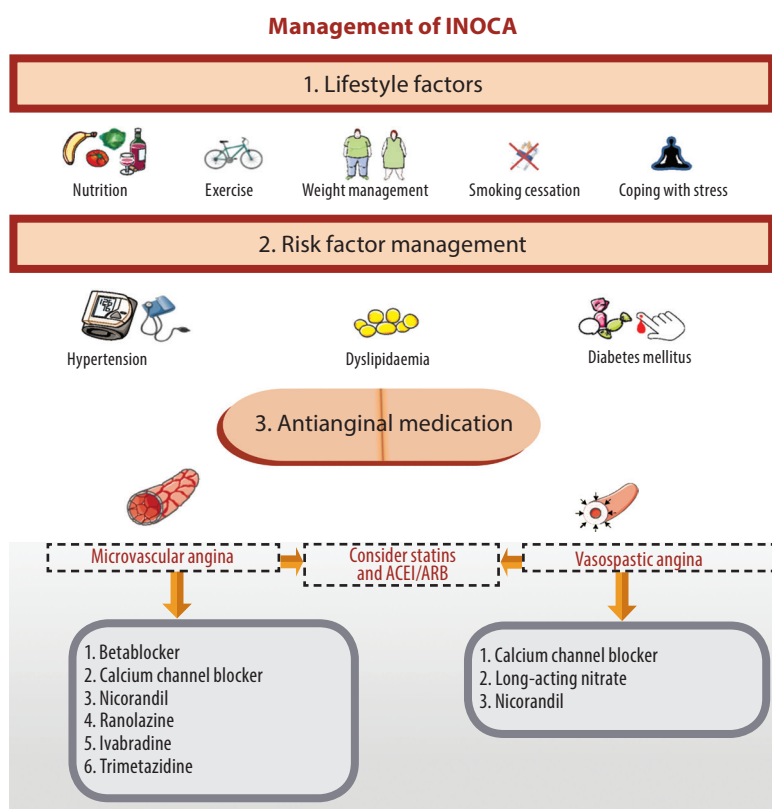 Management of INOCA
1. Lifestyle factors
Nutrition
Exercise
Weight management
Smoking cessation
Coping with stress
2. Risk factor management
Hypertension
Dyslipidaemia
Diabetes mellitus
3. Antianginal medication
Microvascular angina
Consider statins
and ACEI/ARB
Vasospastic angina
1. Betablocker
2. Calcium channel blocker
3. Nicorandil
4. Ranolazine
5. Ivabradine
6. Trimetazidine
1. Calcium channel blocker
2. Long-acting nitrate
3. Nicorandil